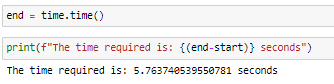 end = time.time()
print(f"The time required is: {(end-start)} seconds")
The time required is: 5.763740539550781 seconds